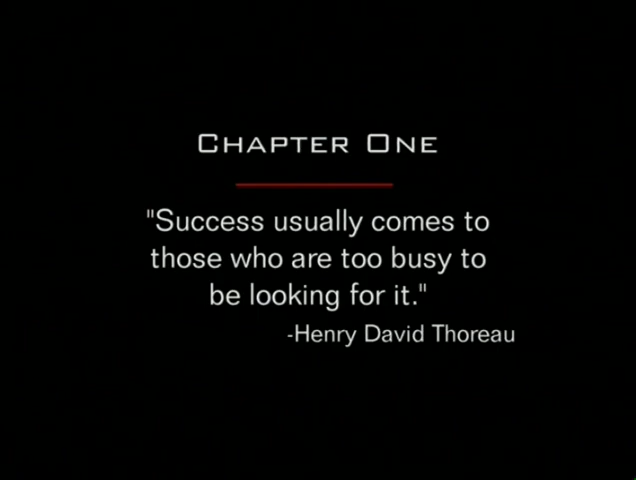 CHAPTER ONE
"Success usually comes to
those who are too busy to
be looking for it."
-Henry David Thoreau